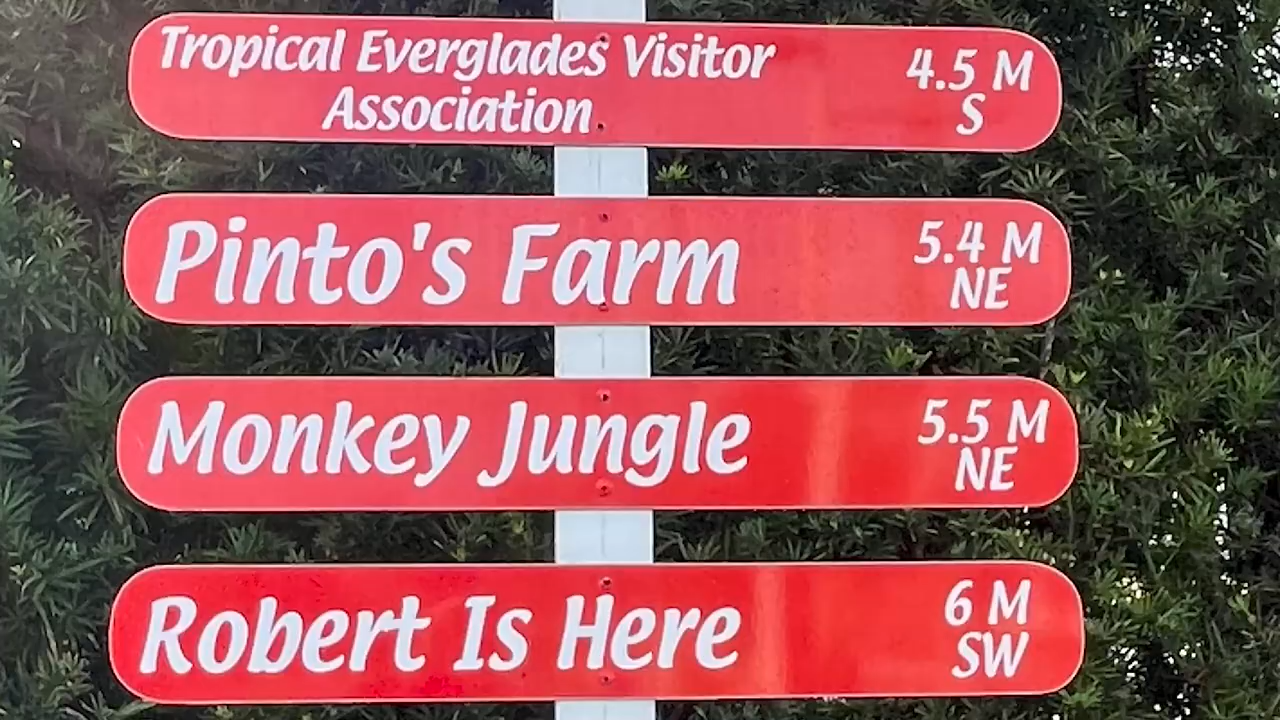 Tropical Everglades Visitor
Association
4.5 M
S
Pinto's Farm
5.4 M
NE
Monkey Jungle
5.5 M
NE
Robert Is Here
6 M
SW